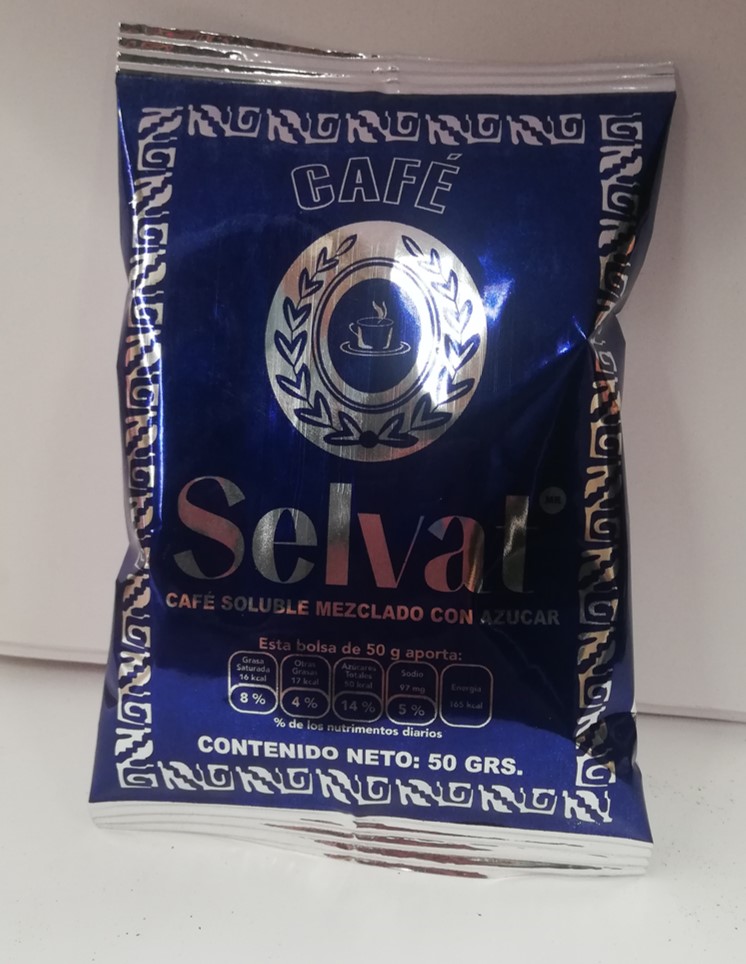 CAFÉ
Selvat MR
CAFÉ SOLUBLE MEZCLADO CON AZUCAR
Esta bolsa de 50 g aporta:
Grasa Saturada 16 kcal 8 %
Otras Grasas 17 kcal 4 %
Azúcares Totales 50 kcal 14 %
Sodio 97 mg 5 %
Energía 165 kcal
% de los nutrimentos diarios
CONTENIDO NETO: 50 GRS.